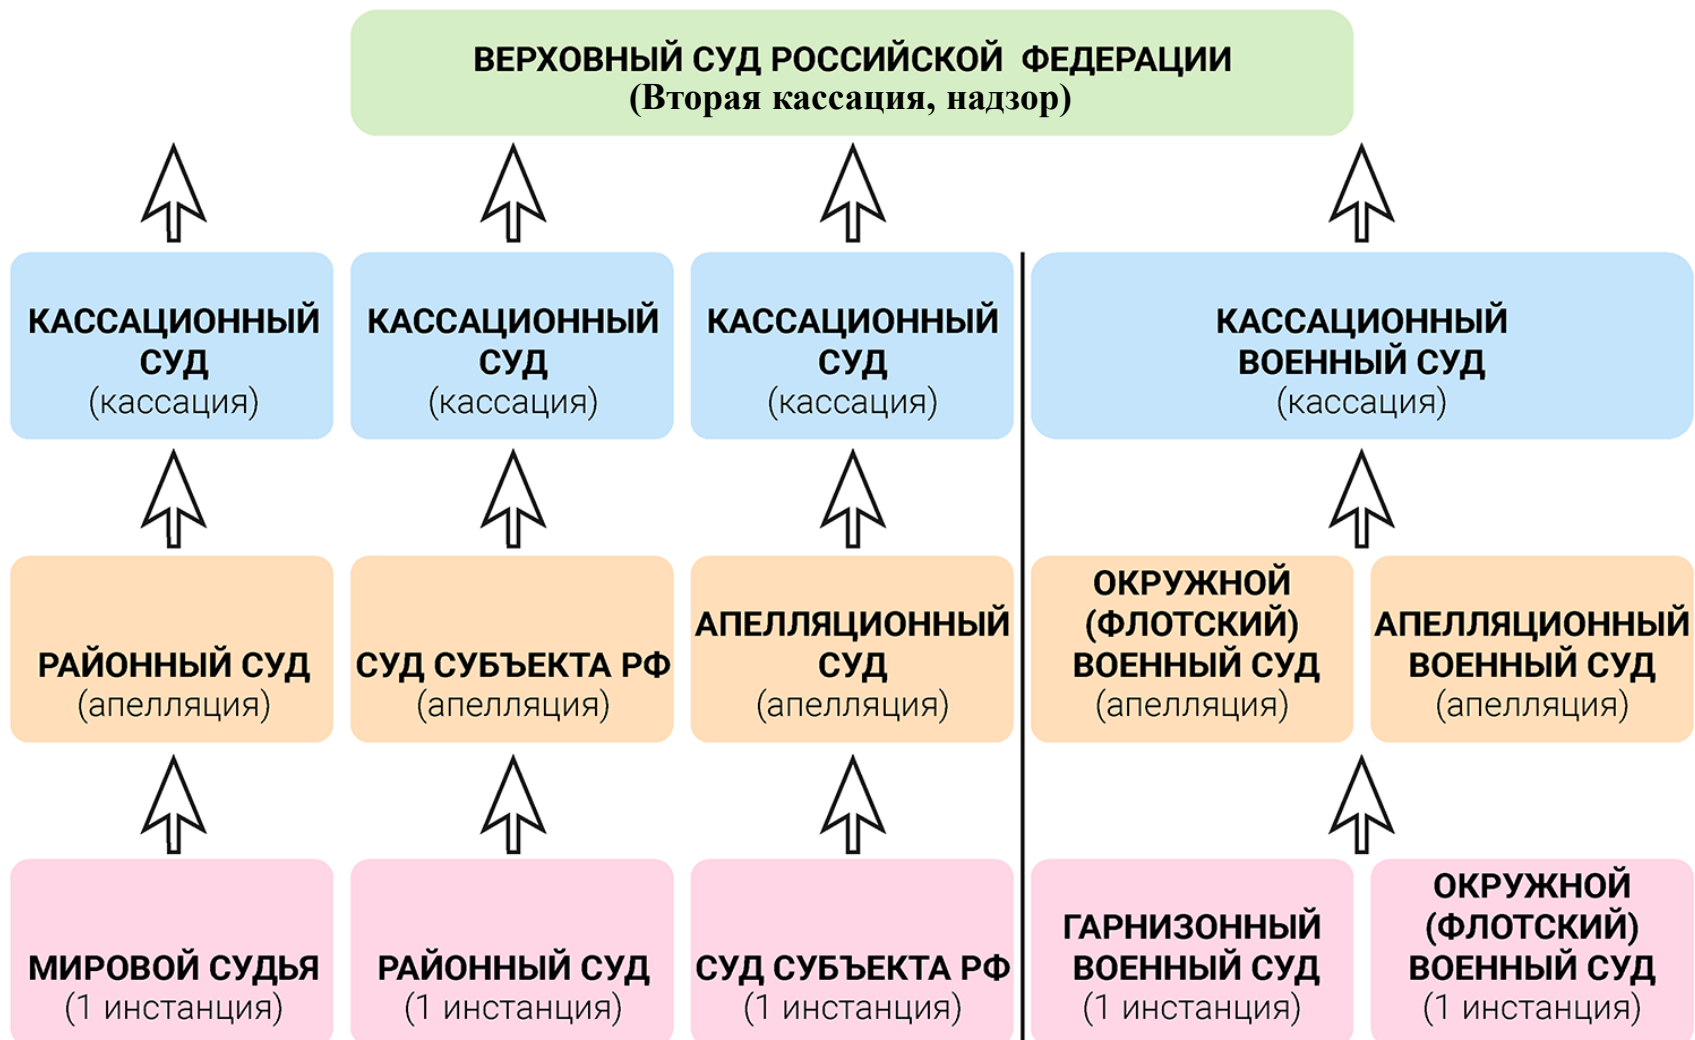 ВЕРХОВНЫЙ СУД РОССИЙСКОЙ ФЕДЕРАЦИИ
(Вторая кассация, надзор)
КАССАЦИОННЫЙ
СУД
(кассация)
КАССАЦИОННЫЙ
СУД
(кассация)
КАССАЦИОННЫЙ
СУД
(кассация)
КАССАЦИОННЫЙ
ВОЕННЫЙ СУД
(кассация)
РАЙОННЫЙ СУД
(апелляция)
СУД СУБЪЕКТА РФ
(апелляция)
АПЕЛЛЯЦИОННЫЙ
СУД
(апелляция)
ОКРУЖНОЙ
(ФЛОТСКИЙ)
ВОЕННЫЙ СУД
(апелляция)
АПЕЛЛЯЦИОННЫЙ
ВОЕННЫЙ СУД
(апелляция)
МИРОВОЙ СУДЬЯ
(1 инстанция)
РАЙОННЫЙ СУД
(1 инстанция)
СУД СУБЪЕКТА РФ
(1 инстанция)
ГАРНИЗОННЫЙ
ВОЕННЫЙ СУД
(1 инстанция)
ОКРУЖНОЙ
(ФЛОТСКИЙ)
ВОЕННЫЙ СУД
(1 инстанция)